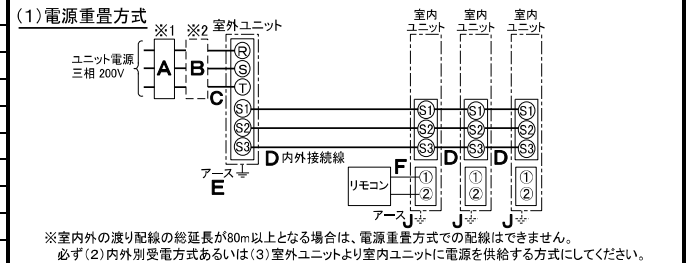 (1)電源重畳方式
※1 ※2 室外ユニット
室内ユニット
室内ユニット
室内ユニット
ユニット電源
三相 200V
A
B
C
R
S
T
S1
S2
S3
D 内外接続線
アース
E
S1 S1 S1
S2 S2 S2
S3 S3 S3
F D D
リモコン
① ① ①
② ② ②
アース J J J
※室内外の渡り配線の総延長が80m以上となる場合は、電源重畳方式での配線はできません。
必ず(2)内外別受電方式あるいは(3)室外ユニットより室内ユニットに電源を供給する方式にしてください。